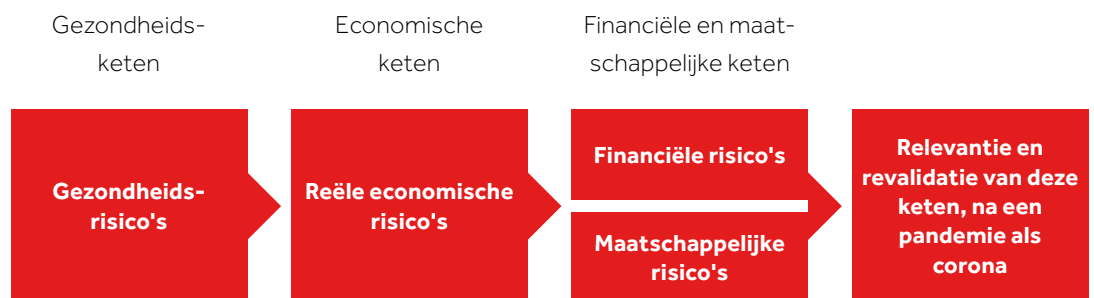 Gezondheids-
keten
Economische
keten
Financiële en maat-
schappelijke keten
Gezondheids-
risico's
Reële economische
risico's
Financiële risico's
Maatschappelijke
risico's
Relevantie en
revalidatie van deze
keten, na een
pandemie als
corona